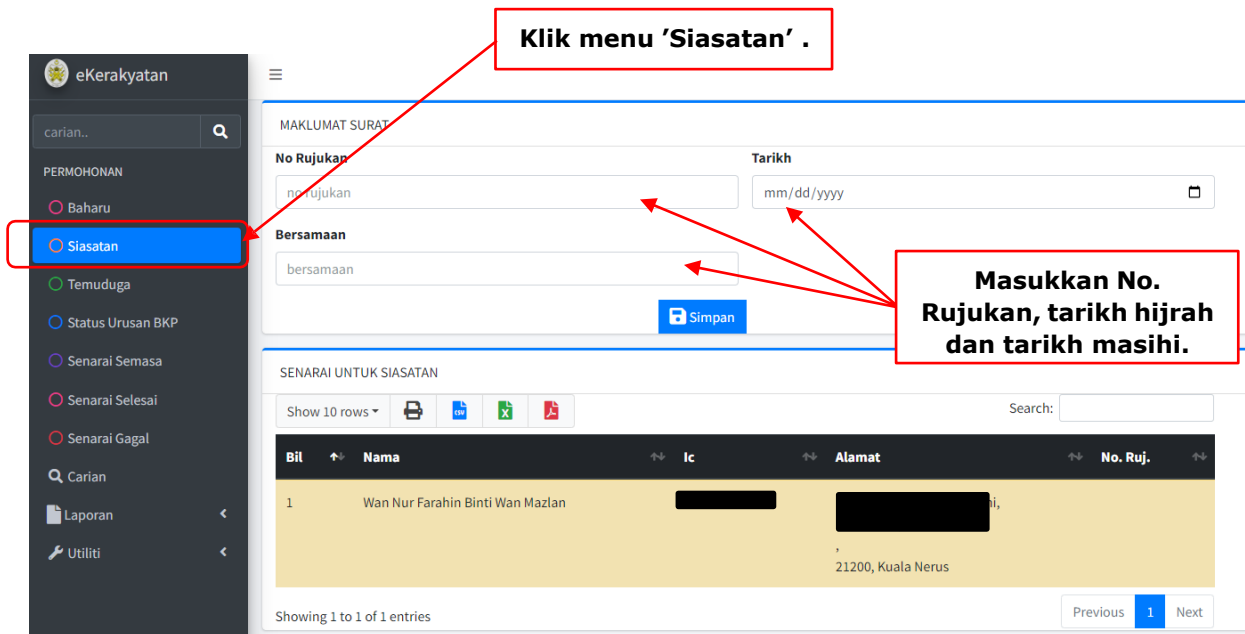 Klik menu ’Siasatan’ .
eKerakyatan
carian..
PERMOHONAN
Baharu
Siasatan
Temuduga
Status Urusan BKP
Senarai Semasa
Senarai Selesai
Senarai Gagal
Carian
Laporan
Utiliti
MAKLUMAT SURAT
No Rujukan
Tarikh
no rujukan
mm/dd/yyyy
Bersamaan
bersamaan
Simpan
Masukkan No.
Rujukan, tarikh hijrah
dan tarikh masihi.
SENARAI UNTUK SIASATAN
Show 10 rows
CSV
Search:
Bil Nama Ic Alamat No. Ruj.
1 Wan Nur Farahin Binti Wan Mazlan
,
21200, Kuala Nerus
Showing 1 to 1 of 1 entries
Previous 1 Next